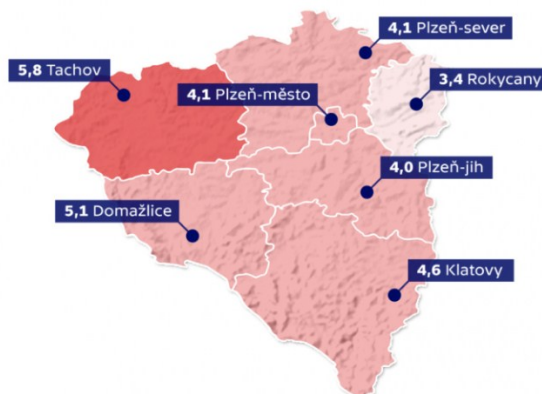 4,1 Plzeň-sever
5,8 Tachov
3,4 Rokycany
4,1 Plzeň-město
4,0 Plzeň-jih
5,1 Domažlice
4,6 Klatovy